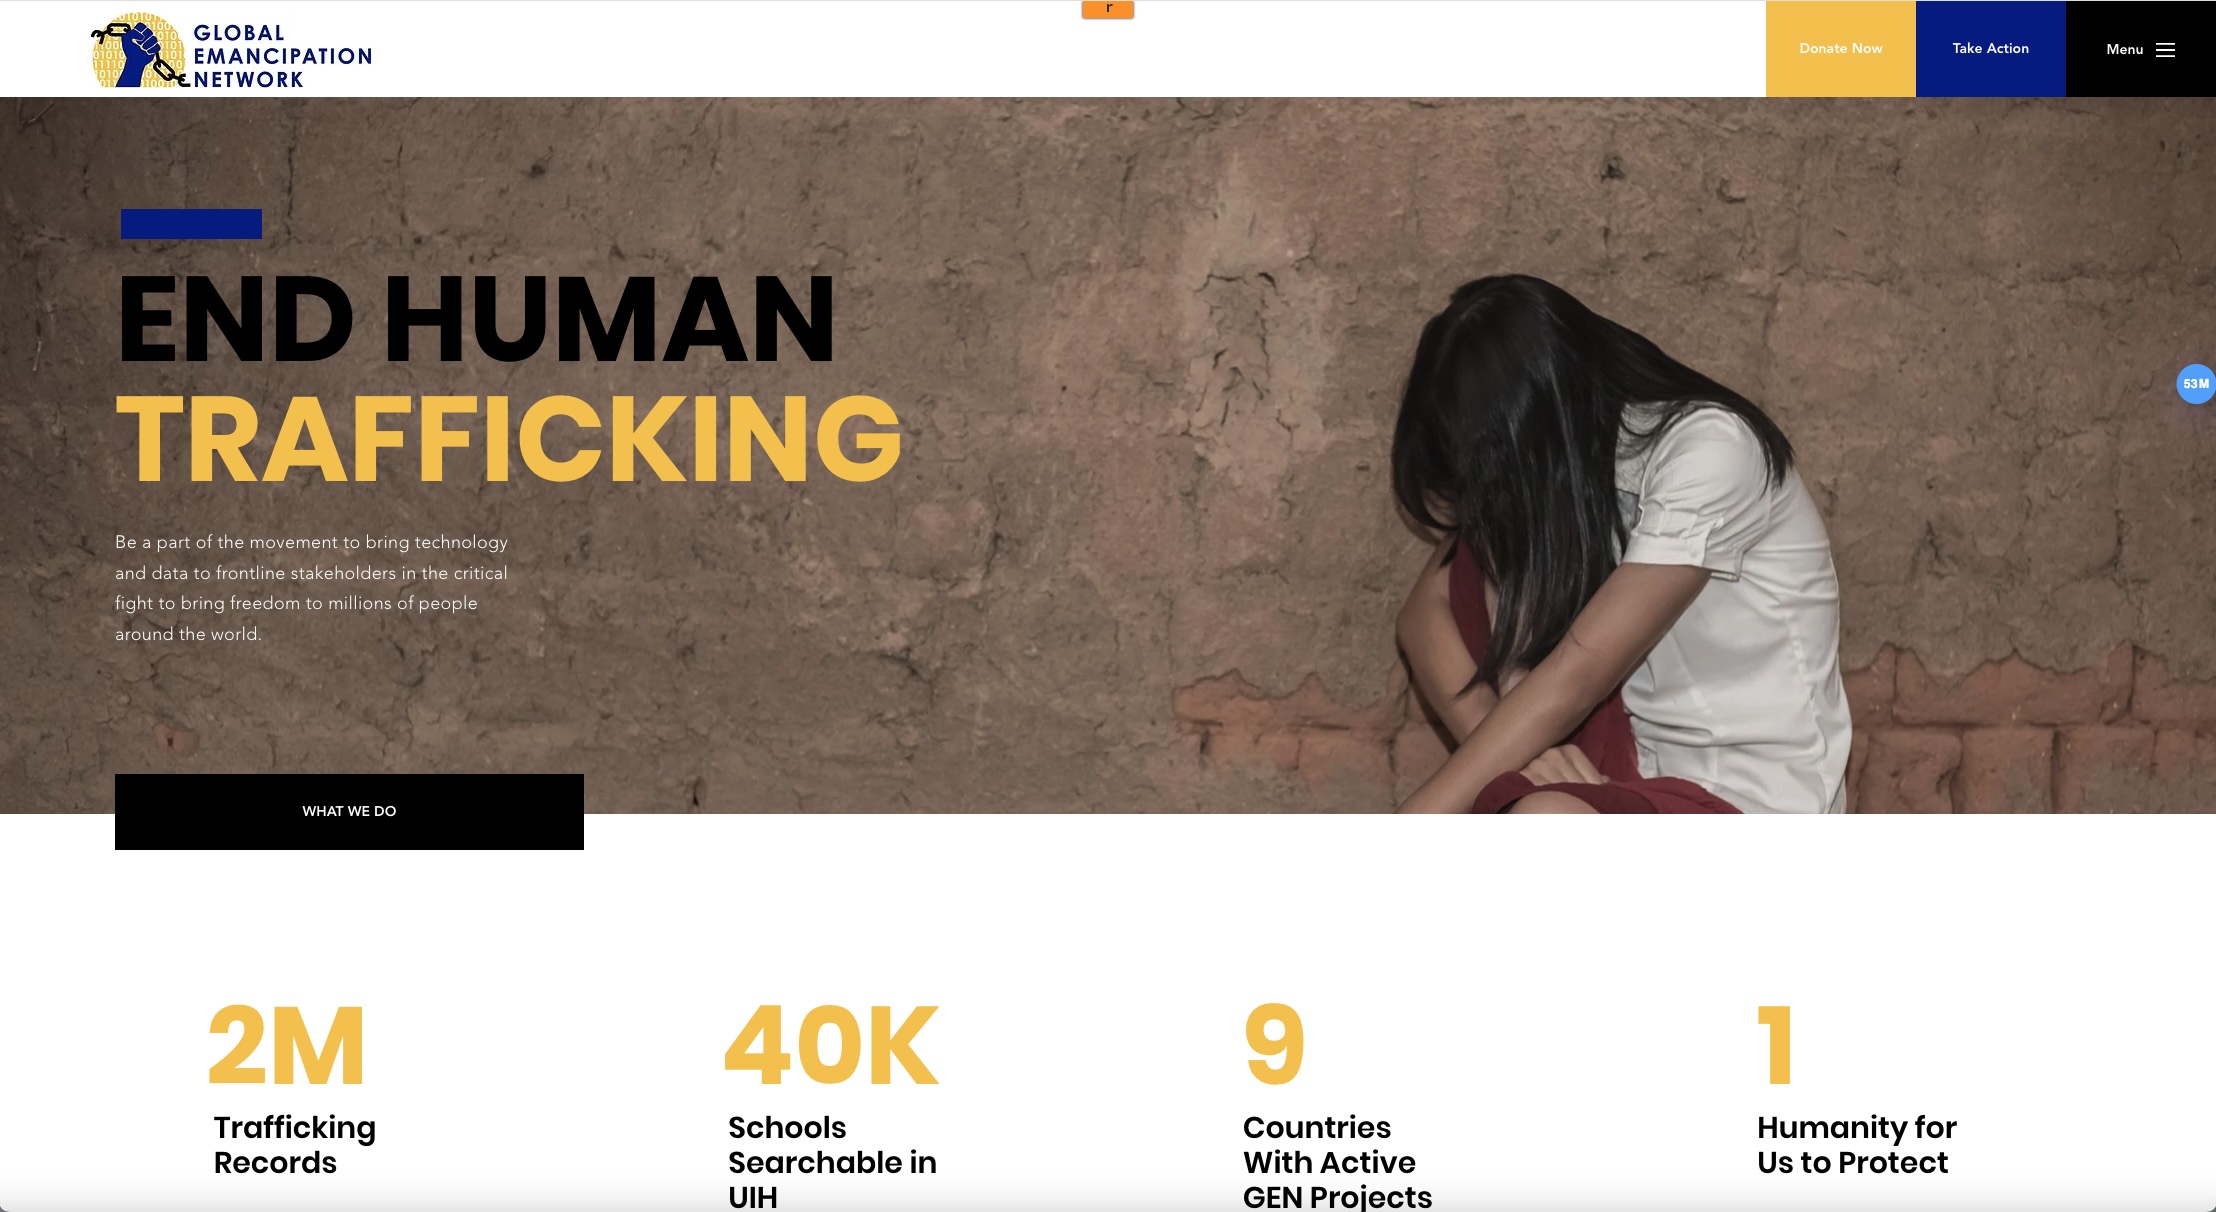 r
GLOBAL
EMANCIPATION
NETWORK
Donate Now
Take Action
Menu
END HUMAN
TRAFFICKING
53M
Be a part of the movement to bring technology
and data to frontline stakeholders in the critical
fight to bring freedom to millions of people
around the world.
WHAT WE DO
2M
Trafficking
Records
40K
Schools
Searchable in
UIH
9
Countries
With Active
GEN Projects
1
Humanity for
Us to Protect